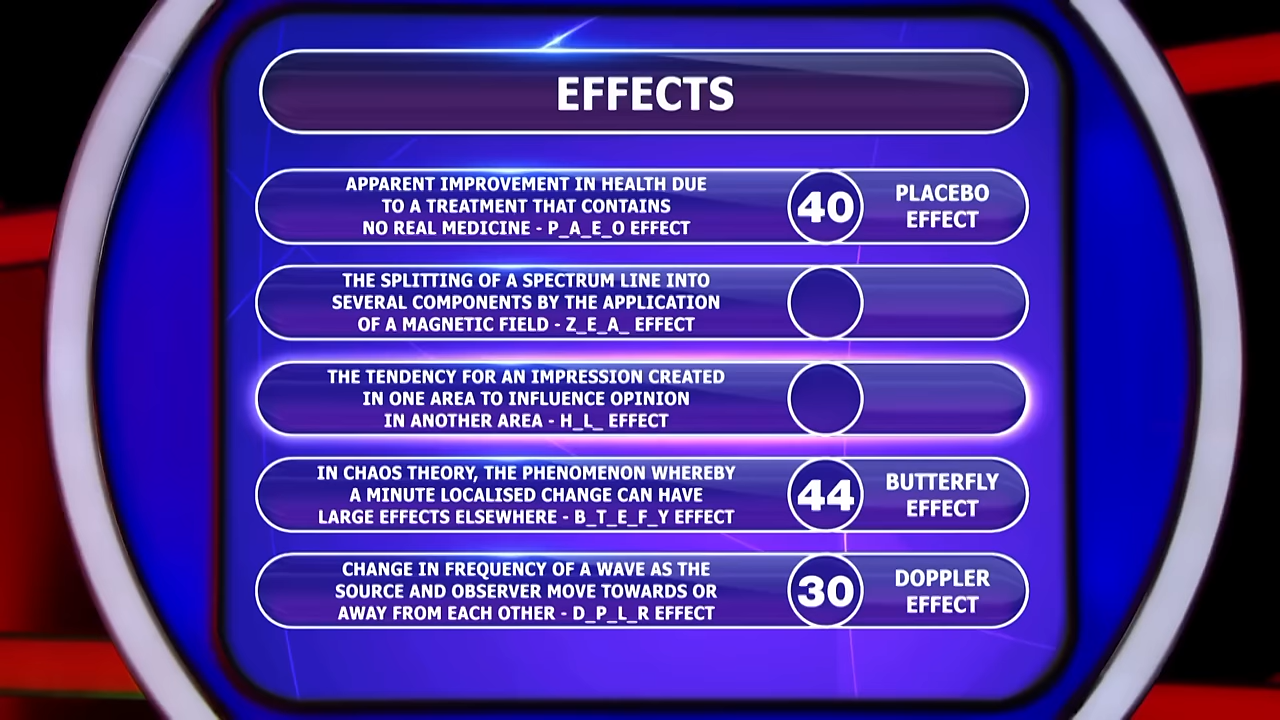 EFFECTS
APPARENT IMPROVEMENT IN HEALTH DUE
TO A TREATMENT THAT CONTAINS
NO REAL MEDICINE - P_A_E_O EFFECT
40
PLACEBO
EFFECT
THE SPLITTING OF A SPECTRUM LINE INTO
SEVERAL COMPONENTS BY THE APPLICATION
OF A MAGNETIC FIELD - Z_E_A_ EFFECT
THE TENDENCY FOR AN IMPRESSION CREATED
IN ONE AREA TO INFLUENCE OPINION
IN ANOTHER AREA - H_L_ EFFECT
IN CHAOS THEORY, THE PHENOMENON WHEREBY
A MINUTE LOCALISED CHANGE CAN HAVE
LARGE EFFECTS ELSEWHERE - B_T_E_F_Y EFFECT
44
BUTTERFLY
EFFECT
CHANGE IN FREQUENCY OF A WAVE AS THE
SOURCE AND OBSERVER MOVE TOWARDS OR
AWAY FROM EACH OTHER - D_P_L_R EFFECT
30
DOPPLER
EFFECT